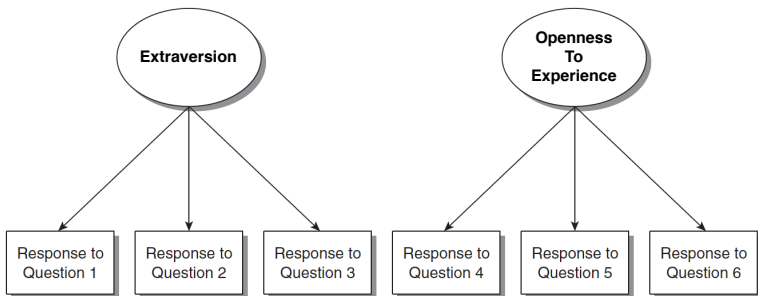 Extraversion
Openness
To
Experience
Response to
Question 1
Response to
Question 2
Response to
Question 3
Response to
Question 4
Response to
Question 5
Response to
Question 6